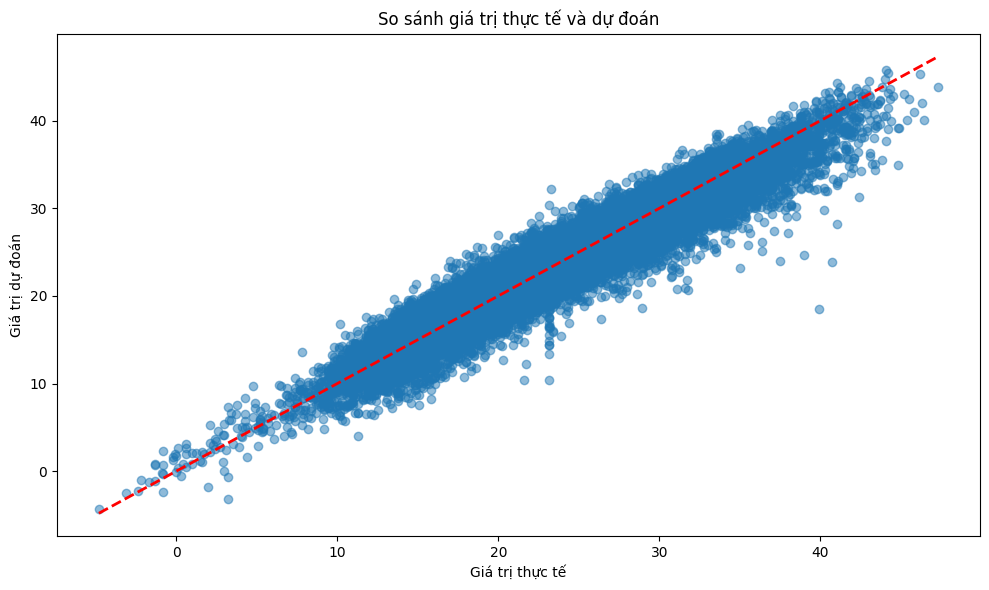 So sánh giá trị thực tế và dự đoán
Giá trị dự đoán
40
30
20
10
0
0 10 20 30 40
Giá trị thực tế